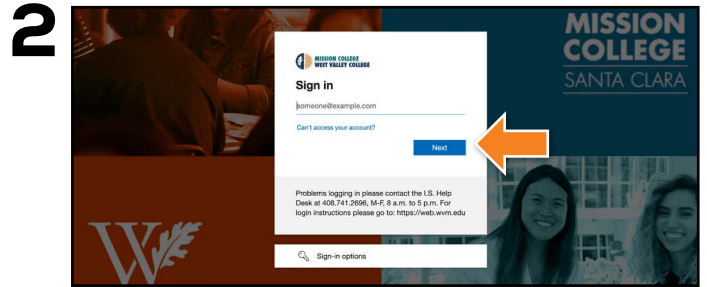 2
MISSION
COLLEGE
SANTA CLARA
MISSION COLLEGE
WEST VALLEY COLLEGE
Sign in
someone@example.com
Can't access your account?
Next
Problems logging in please contact the I.S. Help
Desk at 408.741.2696, M-F, 8 a.m. to 5 p.m. For
login instructions please go to: https://web.wvm.edu
Sign-in options
W